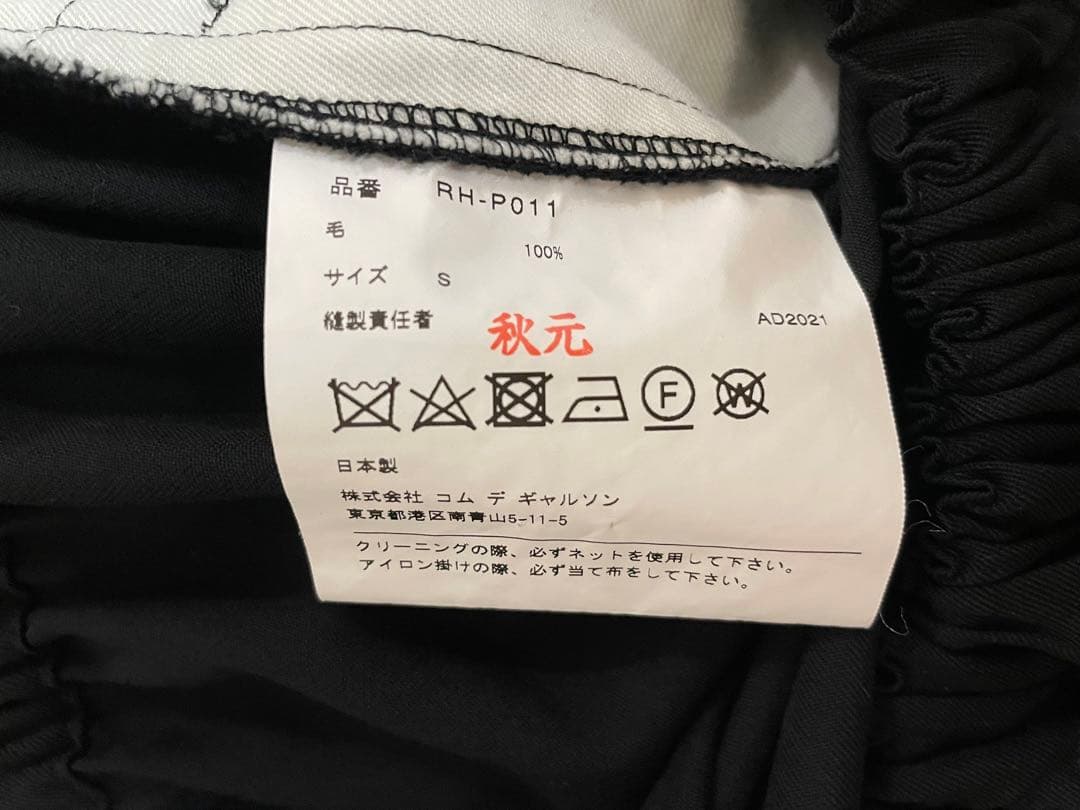 品番 RH-P011
毛 100%
サイズ S
縫製責任者 秋元 AD2021
F W
日本製
株式会社 コム デ ギャルソン
東京都港区南青山5-11-5
クリーニングの際、必ずネットを使用して下さい。
アイロン掛けの際、必ず当て布をして下さい。